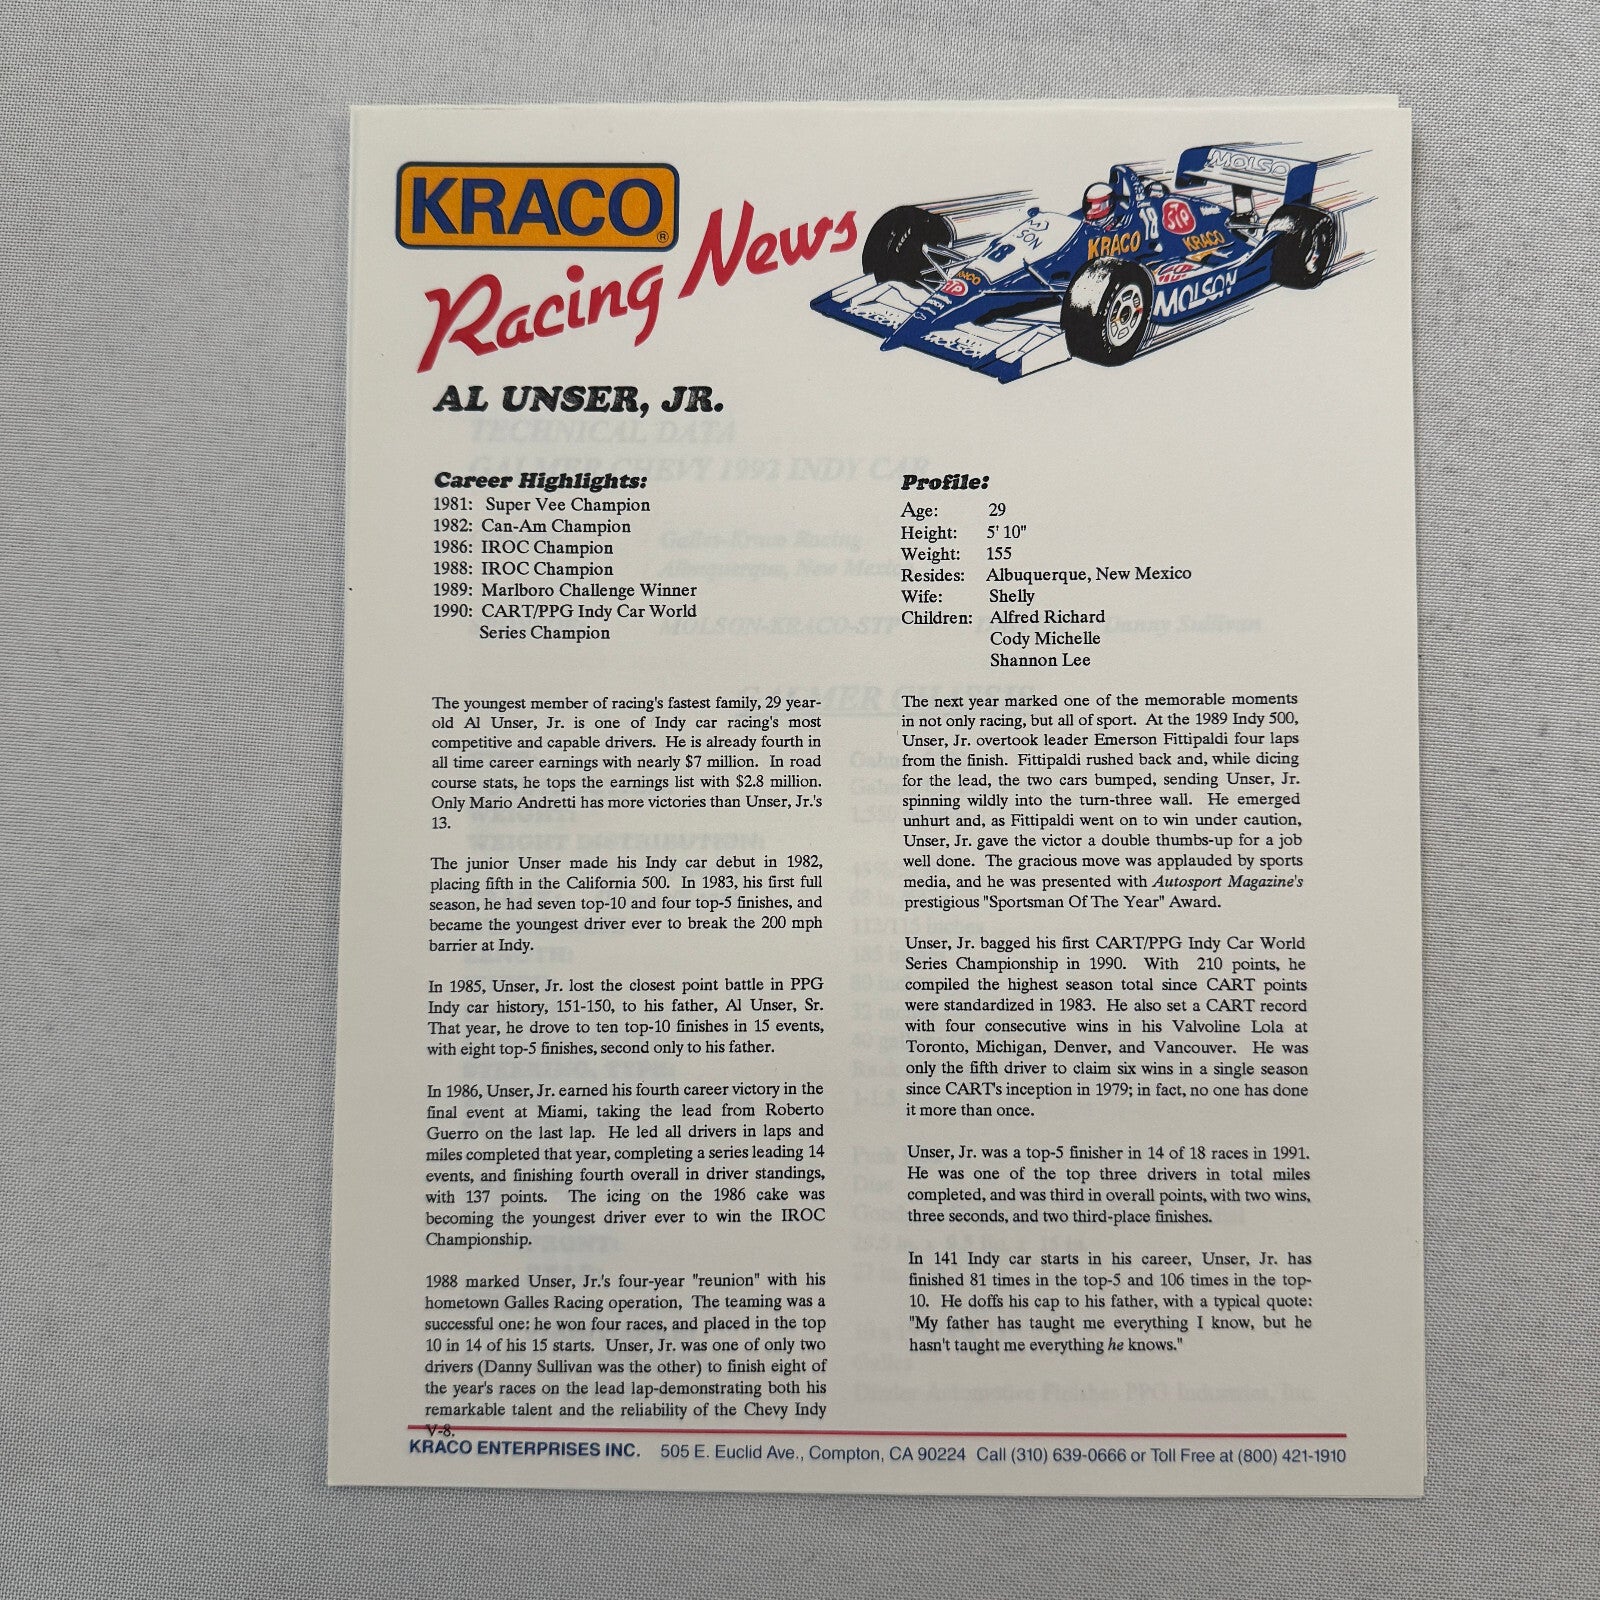 KRACO®
Racing News
MOLSON
18
STP
KRACO
KRACO
MOLSON
18
KRACO
STP
MOLSON
MOLSON
AL UNSER, JR.
TECHNICAL DATA
GALMER CHEVY 1992 INDY CAR
Galles-Kraco Racing
Albuquerque, New Mexico
MOLSON-KRACO-STP
Danny Sullivan
WEIGHT:
WEIGHT DISTRIBUTION:
LENGTH:
FRONT:
Career Highlights:
1981: Super Vee Champion
1982: Can-Am Champion
1986: IROC Champion
1988: IROC Champion
1989: Marlboro Challenge Winner
1990: CART/PPG Indy Car World
Series Champion
Profile:
Age: 29
Height: 5' 10"
Weight: 155
Resides: Albuquerque, New Mexico
Wife: Shelly
Children: Alfred Richard
Cody Michelle
Shannon Lee
The youngest member of racing's fastest family, 29 year-
old Al Unser, Jr. is one of Indy car racing's most
competitive and capable drivers. He is already fourth in
all time career earnings with nearly $7 million. In road
course stats, he tops the earnings list with $2.8 million.
Only Mario Andretti has more victories than Unser, Jr.'s
13.
The junior Unser made his Indy car debut in 1982,
placing fifth in the California 500. In 1983, his first full
season, he had seven top-10 and four top-5 finishes, and
became the youngest driver ever to break the 200 mph
barrier at Indy.
In 1985, Unser, Jr. lost the closest point battle in PPG
Indy car history, 151-150, to his father, Al Unser, Sr.
That year, he drove to ten top-10 finishes in 15 events,
with eight top-5 finishes, second only to his father.
In 1986, Unser, Jr. earned his fourth career victory in the
final event at Miami, taking the lead from Roberto
Guerro on the last lap. He led all drivers in laps and
miles completed that year, completing a series leading 14
events, and finishing fourth overall in driver standings,
with 137 points. The icing on the 1986 cake was
becoming the youngest driver ever to win the IROC
Championship.
1988 marked Unser, Jr.'s four-year "reunion" with his
hometown Galles Racing operation, The teaming was a
successful one: he won four races, and placed in the top
10 in 14 of his 15 starts. Unser, Jr. was one of only two
drivers (Danny Sullivan was the other) to finish eight of
the year's races on the lead lap-demonstrating both his
remarkable talent and the reliability of the Chevy Indy
V-8.
The next year marked one of the memorable moments
in not only racing, but all of sport. At the 1989 Indy 500,
Unser, Jr. overtook leader Emerson Fittipaldi four laps
from the finish. Fittipaldi rushed back and, while dicing
for the lead, the two cars bumped, sending Unser, Jr.
spinning wildly into the turn-three wall. He emerged
unhurt and, as Fittipaldi went on to win under caution,
Unser, Jr. gave the victor a double thumbs-up for a job
well done. The gracious move was applauded by sports
media, and he was presented with Autosport Magazine's
prestigious "Sportsman Of The Year" Award.
Unser, Jr. bagged his first CART/PPG Indy Car World
Series Championship in 1990. With 210 points, he
compiled the highest season total since CART points
were standardized in 1983. He also set a CART record
with four consecutive wins in his Valvoline Lola at
Toronto, Michigan, Denver, and Vancouver. He was
only the fifth driver to claim six wins in a single season
since CART's inception in 1979; in fact, no one has done
it more than once.
Unser, Jr. was a top-5 finisher in 14 of 18 races in 1991.
He was one of the top three drivers in total miles
completed, and was third in overall points, with two wins,
three seconds, and two third-place finishes.
In 141 Indy car starts in his career, Unser, Jr. has
finished 81 times in the top-5 and 106 times in the top-
10. He doffs his cap to his father, with a typical quote:
"My father has taught me everything I know, but he
hasn't taught me everything he knows."
KRACO ENTERPRISES INC. 505 E. Euclid Ave., Compton, CA 90224 Call (310) 639-0666 or Toll Free at (800) 421-1910